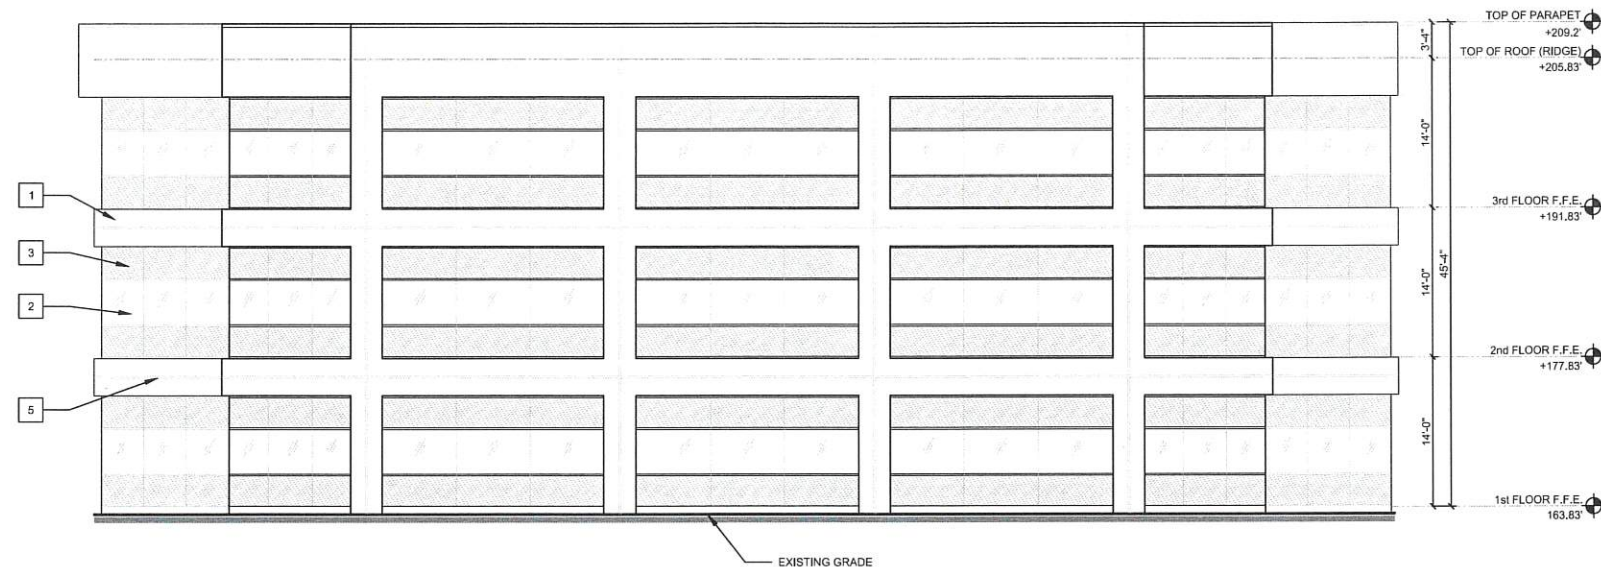 TOP OF PARAPET
+209.2'
3'-4"
TOP OF ROOF (RIDGE)
+205.83'
14'-0"
1
3rd FLOOR F.F.E.
+191.83'
3
14'-0"
45'-4"
2
2nd FLOOR F.F.E.
+177.83'
5
14'-0"
1st FLOOR F.F.E.
163.83'
EXISTING GRADE